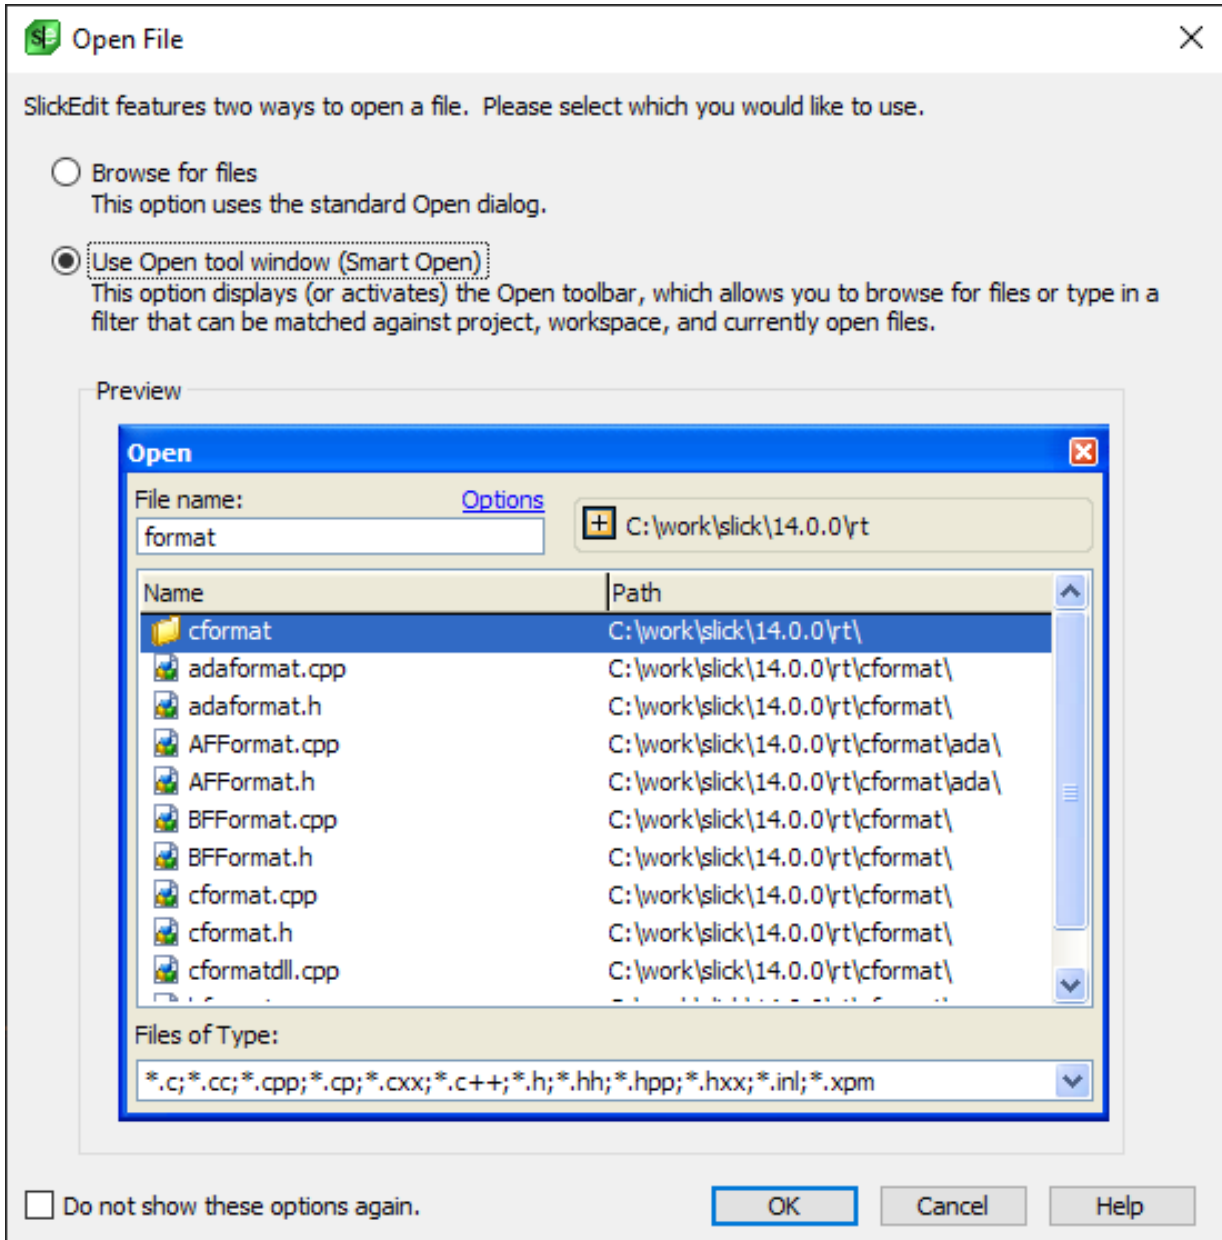 Open File
SlickEdit features two ways to open a file. Please select which you would like to use.
Browse for files
This option uses the standard Open dialog.
Use Open tool window (Smart Open)
This option displays (or activates) the Open toolbar, which allows you to browse for files or type in a
filter that can be matched against project, workspace, and currently open files.
Preview
Open
File name: Options
format C:\work\slick\14.0.0\rt
Name Path
cformat C:\work\slick\14.0.0\rt\
adaformat.cpp C:\work\slick\14.0.0\rt\cformat\
adaformat.h C:\work\slick\14.0.0\rt\cformat\
AFFormat.cpp C:\work\slick\14.0.0\rt\cformat\ada\
AFFormat.h C:\work\slick\14.0.0\rt\cformat\ada\
BFFormat.cpp C:\work\slick\14.0.0\rt\cformat\
BFFormat.h C:\work\slick\14.0.0\rt\cformat\
cformat.cpp C:\work\slick\14.0.0\rt\cformat\
cformat.h C:\work\slick\14.0.0\rt\cformat\
cformatdll.cpp C:\work\slick\14.0.0\rt\cformat\
Files of Type:
*.c;*.cc;*.cpp;*.cp;*.cxx;*.c++;*.h;*.hh;*.hpp;*.hxx;*.inl;*.xpm
Do not show these options again. OK Cancel Help